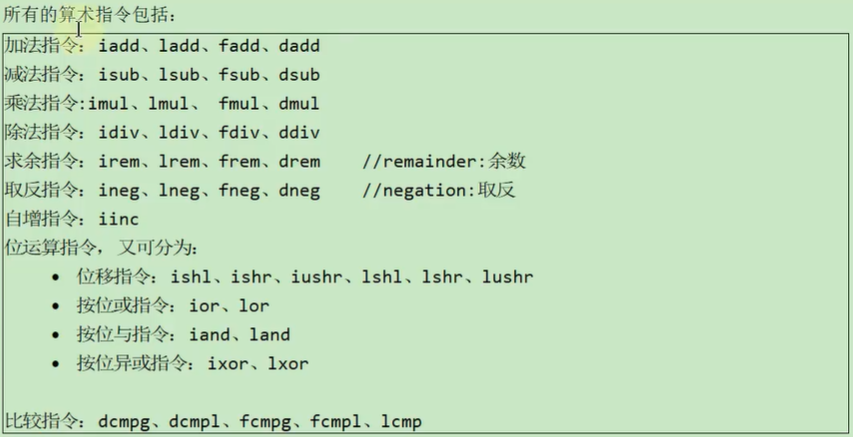 所有的算术指令包括：
加法指令：iadd、ladd、fadd、dadd
减法指令：isub、lsub、fsub、dsub
乘法指令:imul、lmul、 fmul、dmul
除法指令：idiv、ldiv、fdiv、ddiv
求余指令：irem、lrem、frem、drem    //remainder:余数
取反指令：ineg、lneg、fneg、dneg    //negation:取反
自增指令：iinc
位运算指令，又可分为：
• 位移指令：ishl、ishr、iushr、lshl、lshr、lushr
• 按位或指令：ior、lor
• 按位与指令：iand、land
• 按位异或指令：ixor、lxor
比较指令：dcmpg、dcmpl、fcmpg、fcmpl、lcmp